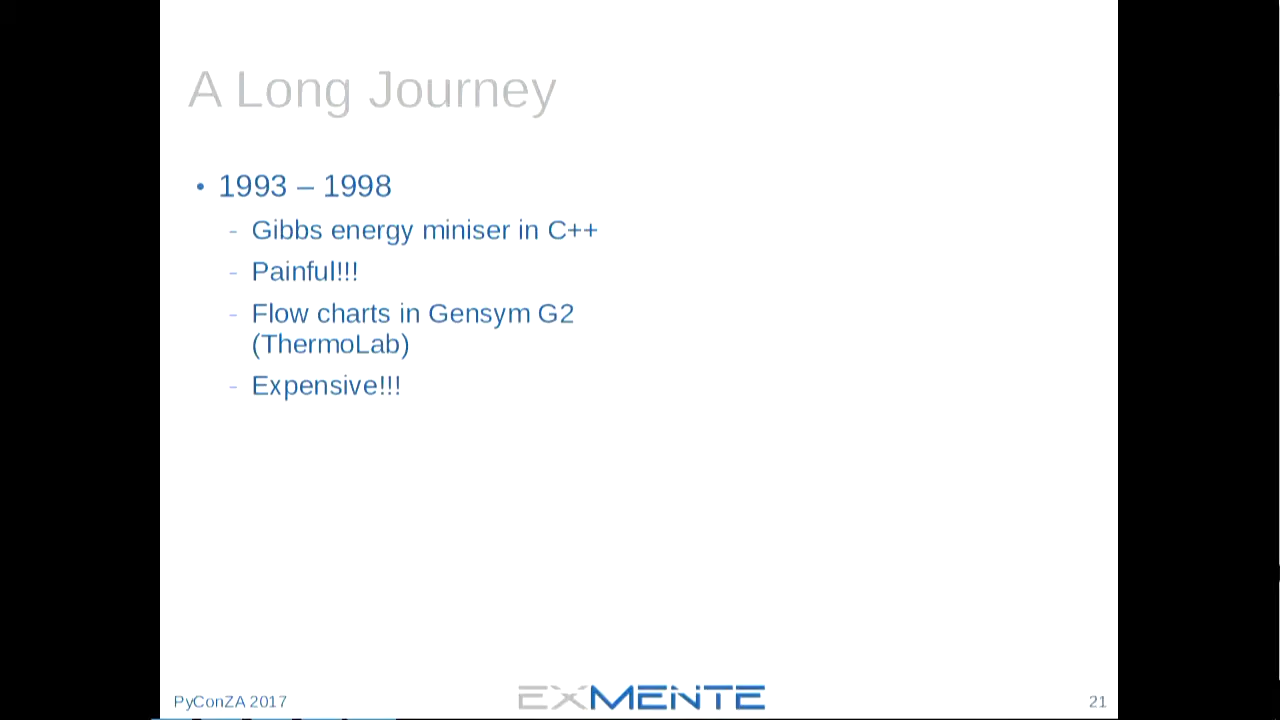 A Long Journey
• 1993 – 1998
- Gibbs energy miniser in C++
- Painful!!!
- Flow charts in Gensym G2
(ThermoLab)
- Expensive!!!
PyConZA 2017
EXMENTE
21